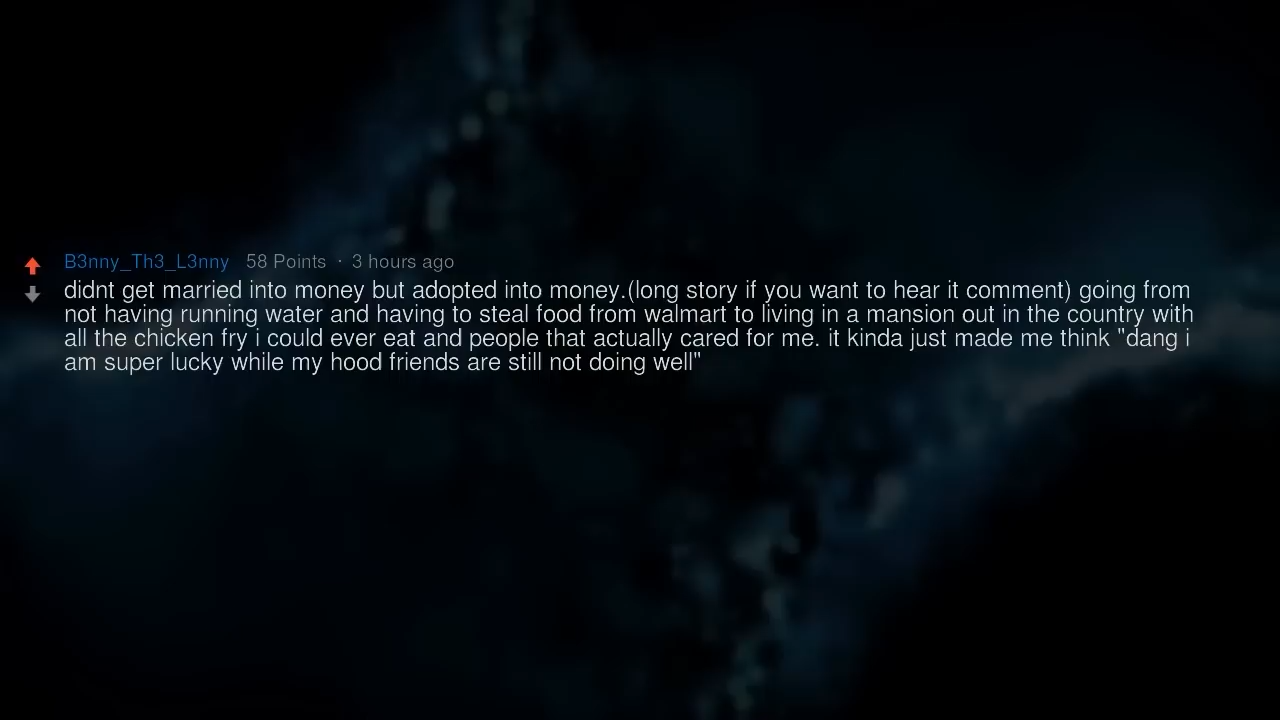 B3nny_Th3_L3nny 58 Points · 3 hours ago
didnt get married into money but adopted into money.(long story if you want to hear it comment) going from
not having running water and having to steal food from walmart to living in a mansion out in the country with
all the chicken fry i could ever eat and people that actually cared for me. it kinda just made me think "dang i
am super lucky while my hood friends are still not doing well"